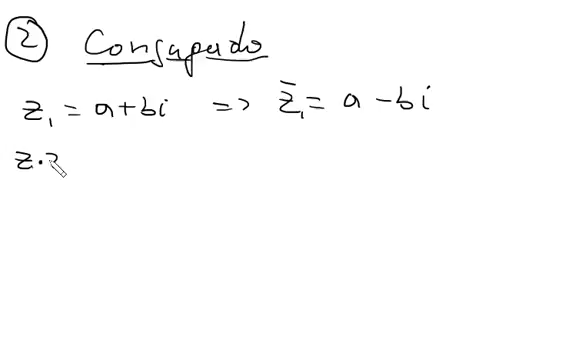 ② Conjugado
z₁ = a+bi => z̄₁ = a - bi
z · z